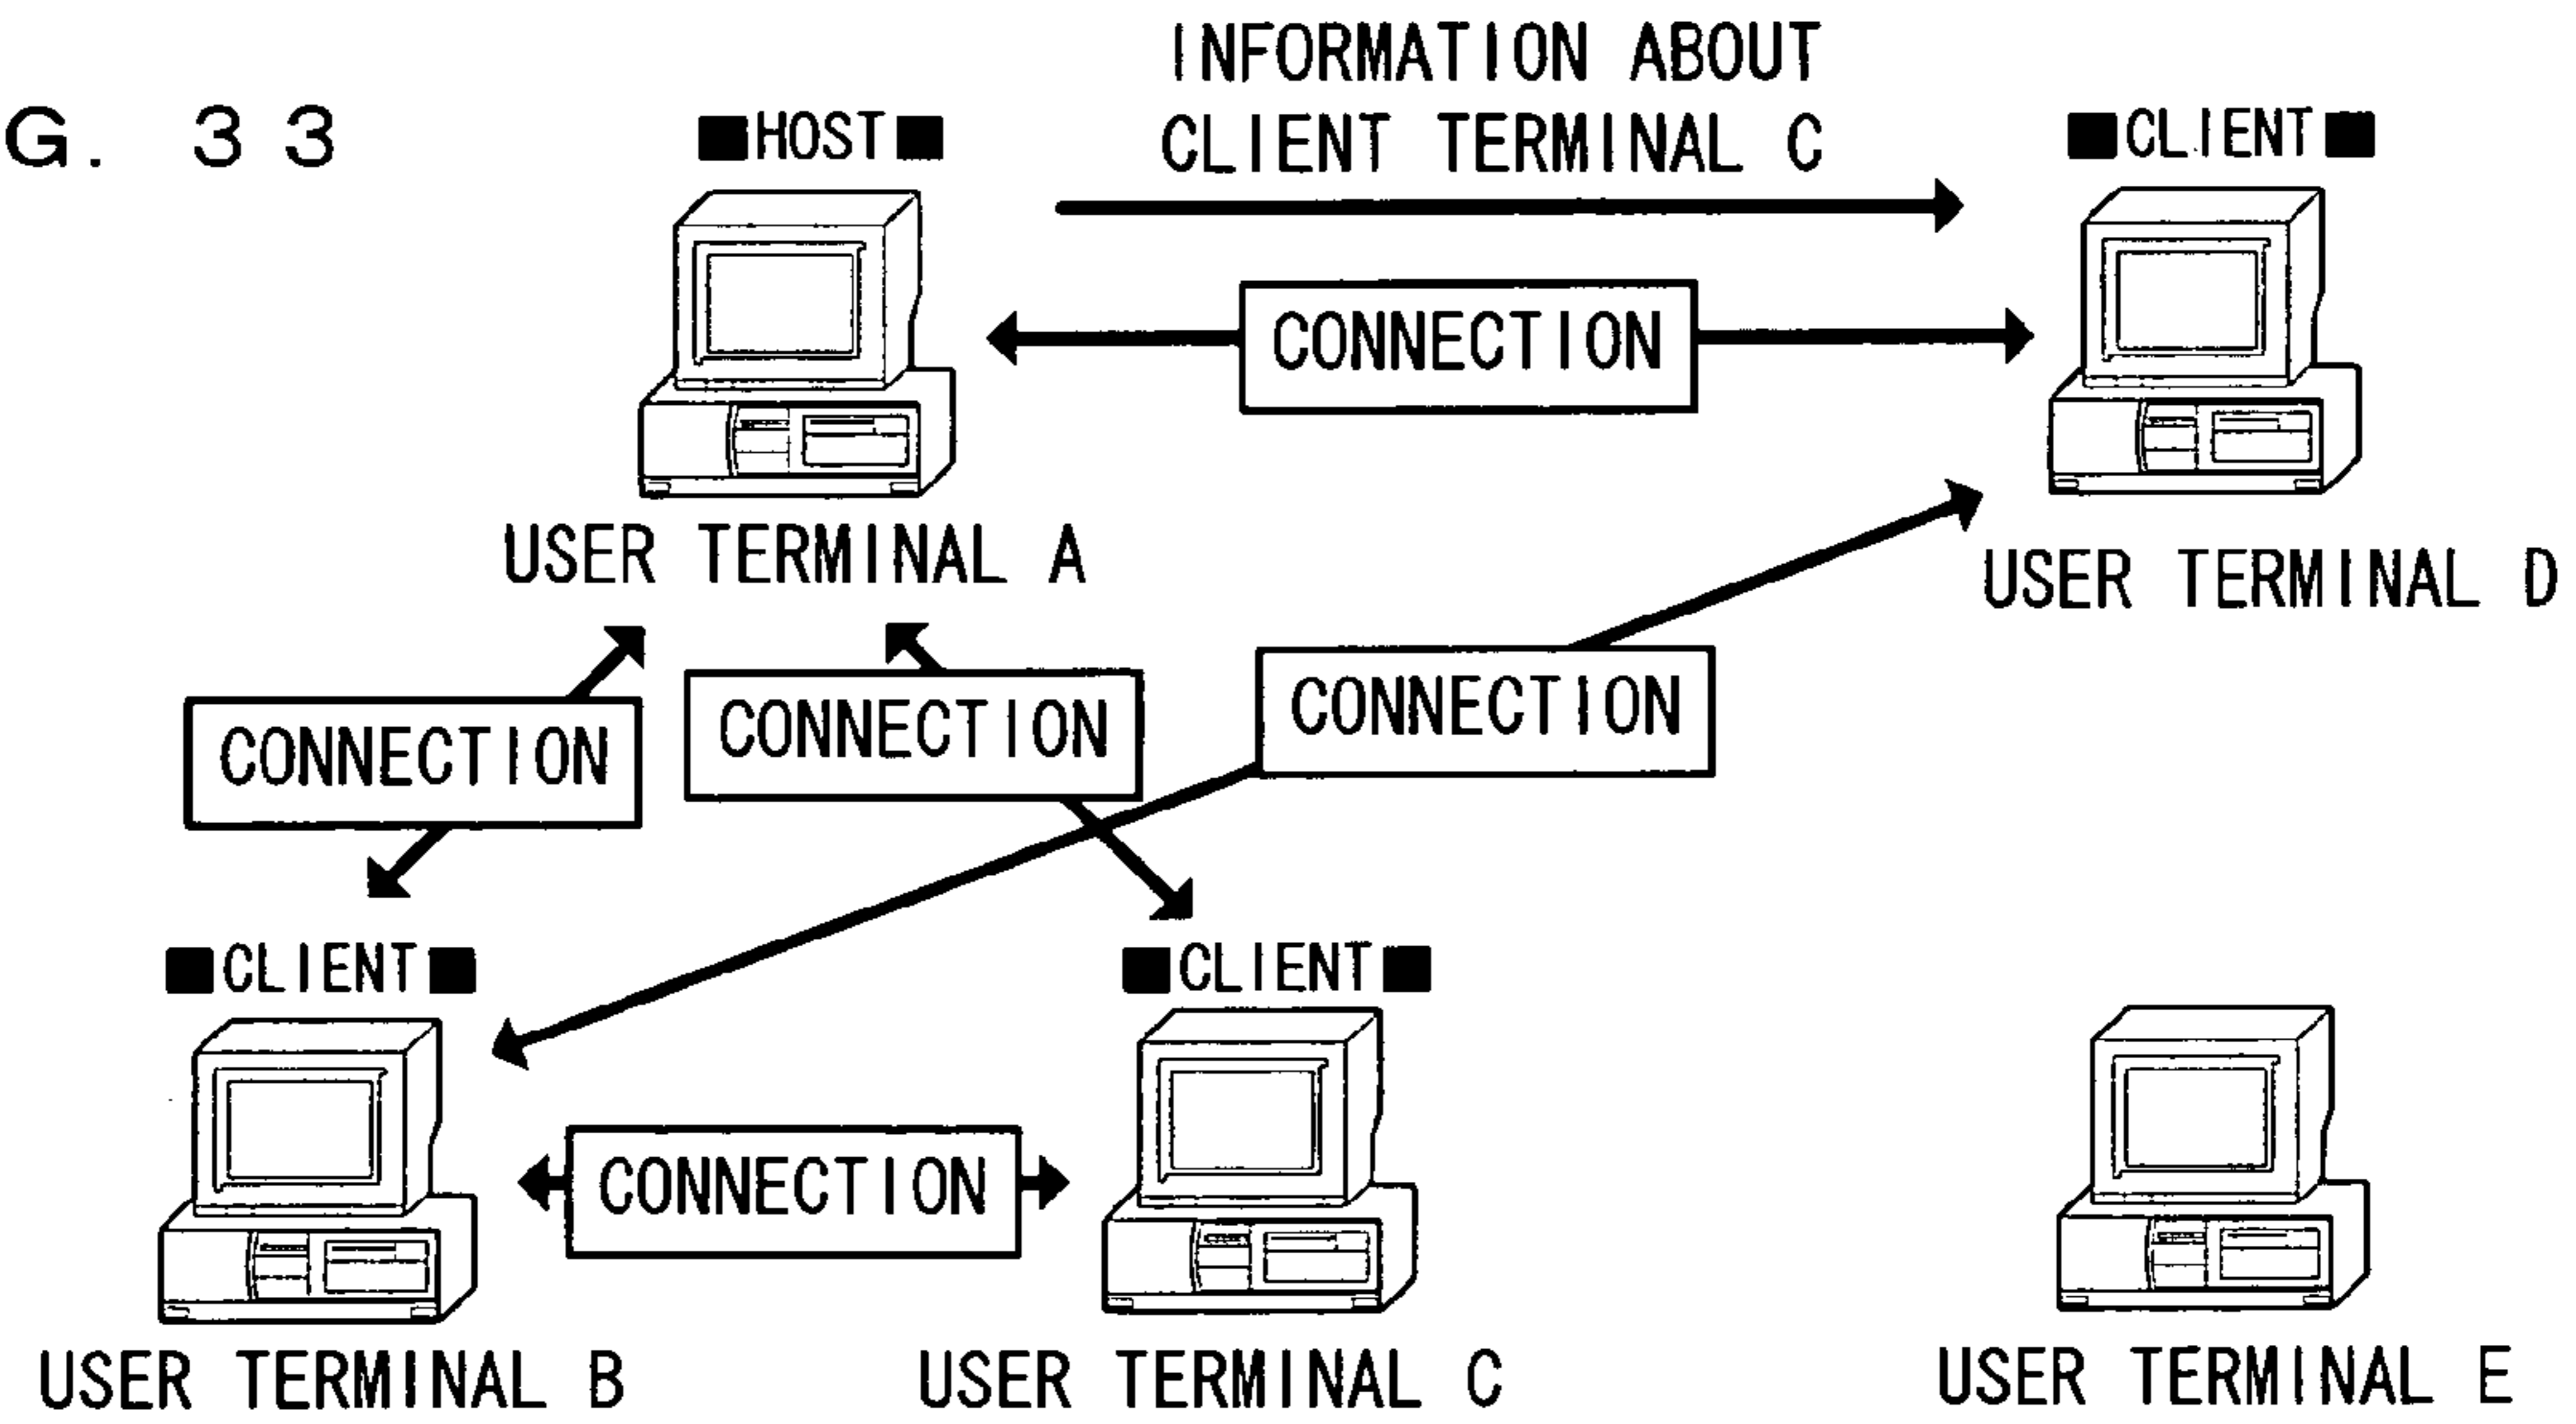 G. 33
INFORMATION ABOUT
CLIENT TERMINAL C
■HOST■
■CLIENT■
CONNECTION
USER TERMINAL A
USER TERMINAL D
CONNECTION
CONNECTION
CONNECTION
■CLIENT■
■CLIENT■
CONNECTION
USER TERMINAL B
USER TERMINAL C
USER TERMINAL E